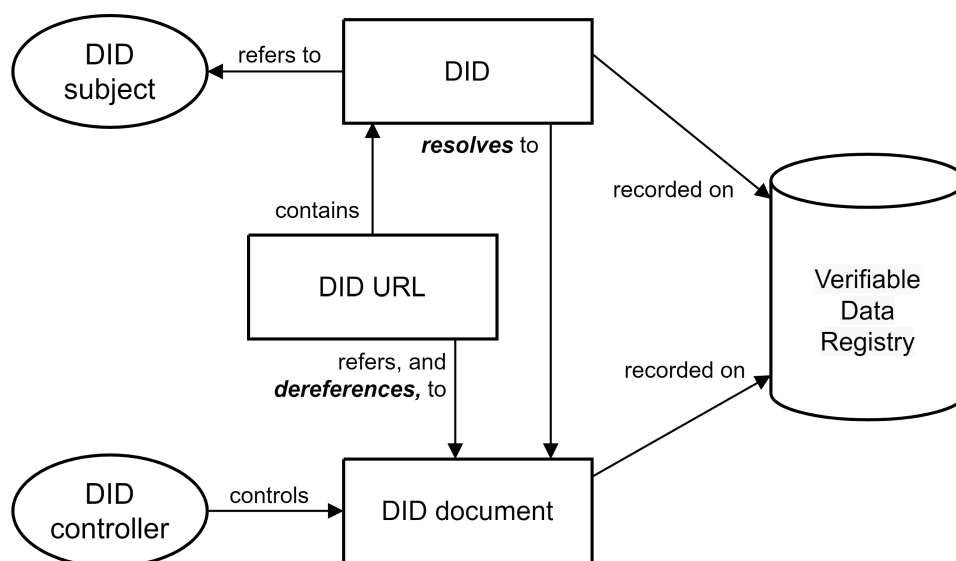 DID
subject
refers to
DID
resolves to
recorded on
contains
DID URL
Verifiable
Data
Registry
refers, and
dereferences, to
recorded on
DID
controller
controls
DID document